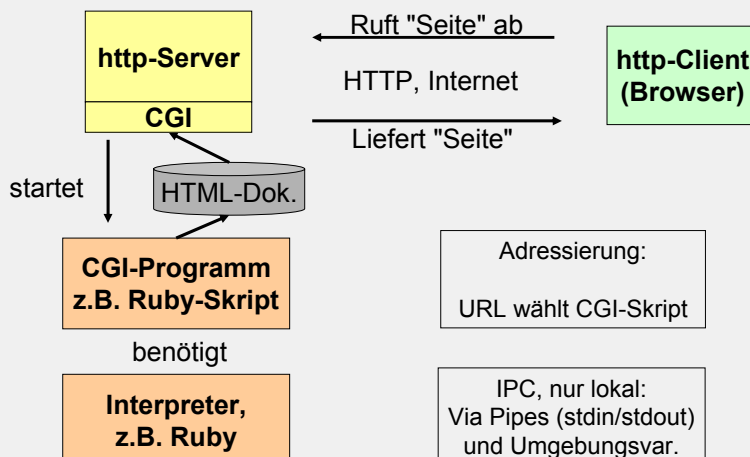 Ruft "Seite" ab
http-Server
http-Client
(Browser)
HTTP, Internet
CGI
Liefert "Seite"
startet
HTML-Dok.
CGI-Programm
z.B. Ruby-Skript
Adressierung:
URL wählt CGI-Skript
benötigt
Interpreter,
z.B. Ruby
IPC, nur lokal:
Via Pipes (stdin/stdout)
und Umgebungsvar.